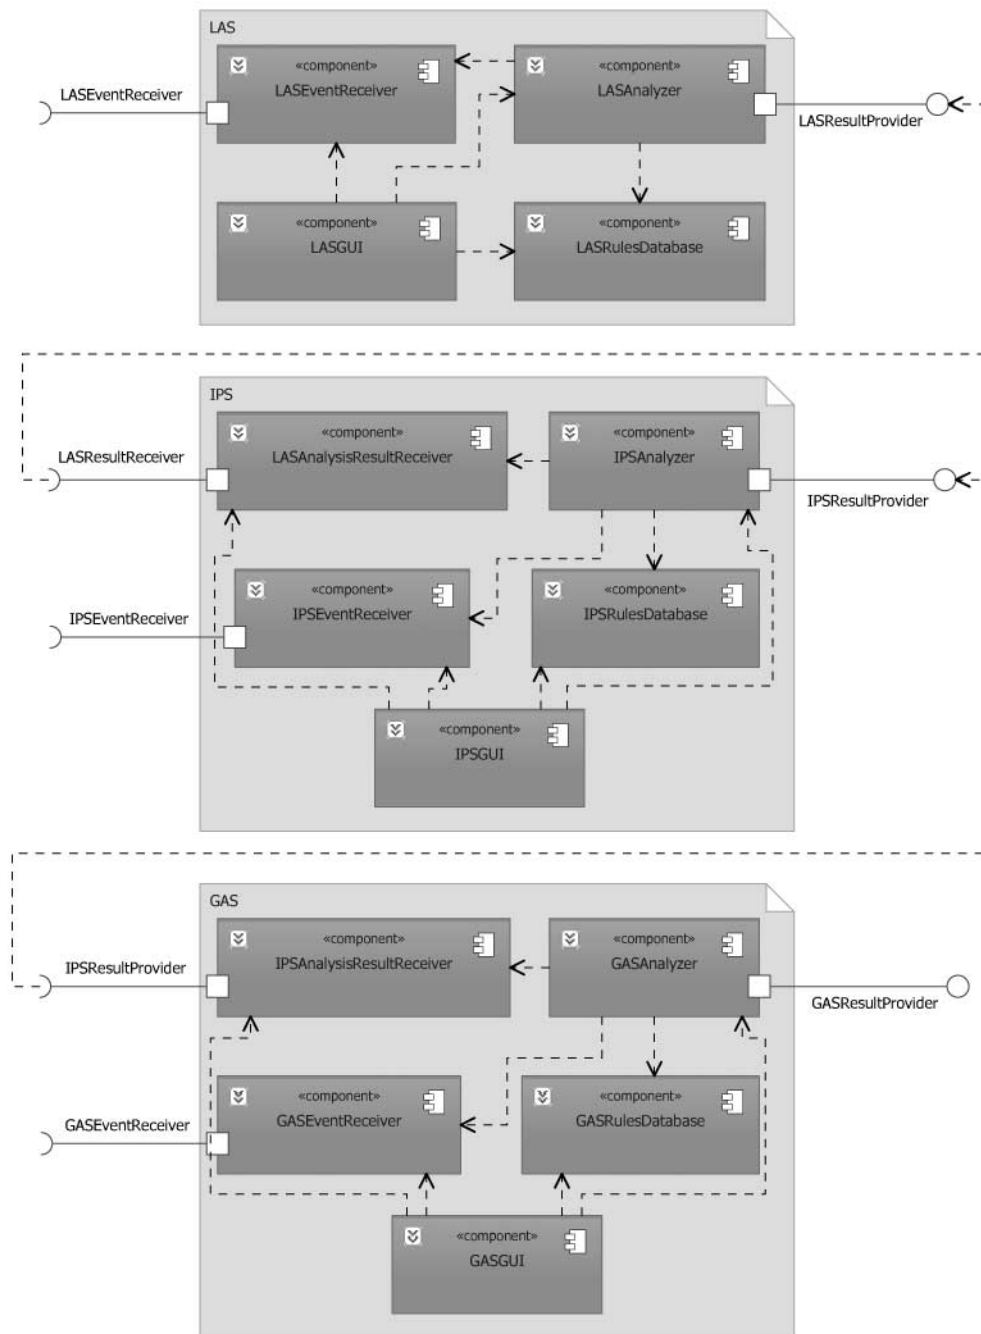 LAS
«component»
LASEventReceiver
«component»
LASAnalyzer
LASEventReceiver
LASResultProvider
«component»
LASGUI
«component»
LASRulesDatabase
IPS
«component»
LASAnalysisResultReceiver
«component»
IPSAnalyzer
LASResultReceiver
IPSResultProvider
«component»
IPSEventReceiver
«component»
IPSRulesDatabase
IPSEventReceiver
«component»
IPSGUI
GAS
«component»
IPSAnalysisResultReceiver
«component»
GASAnalyzer
IPSResultProvider
GASResultProvider
«component»
GASEventReceiver
«component»
GASRulesDatabase
GASEventReceiver
«component»
GASGUI